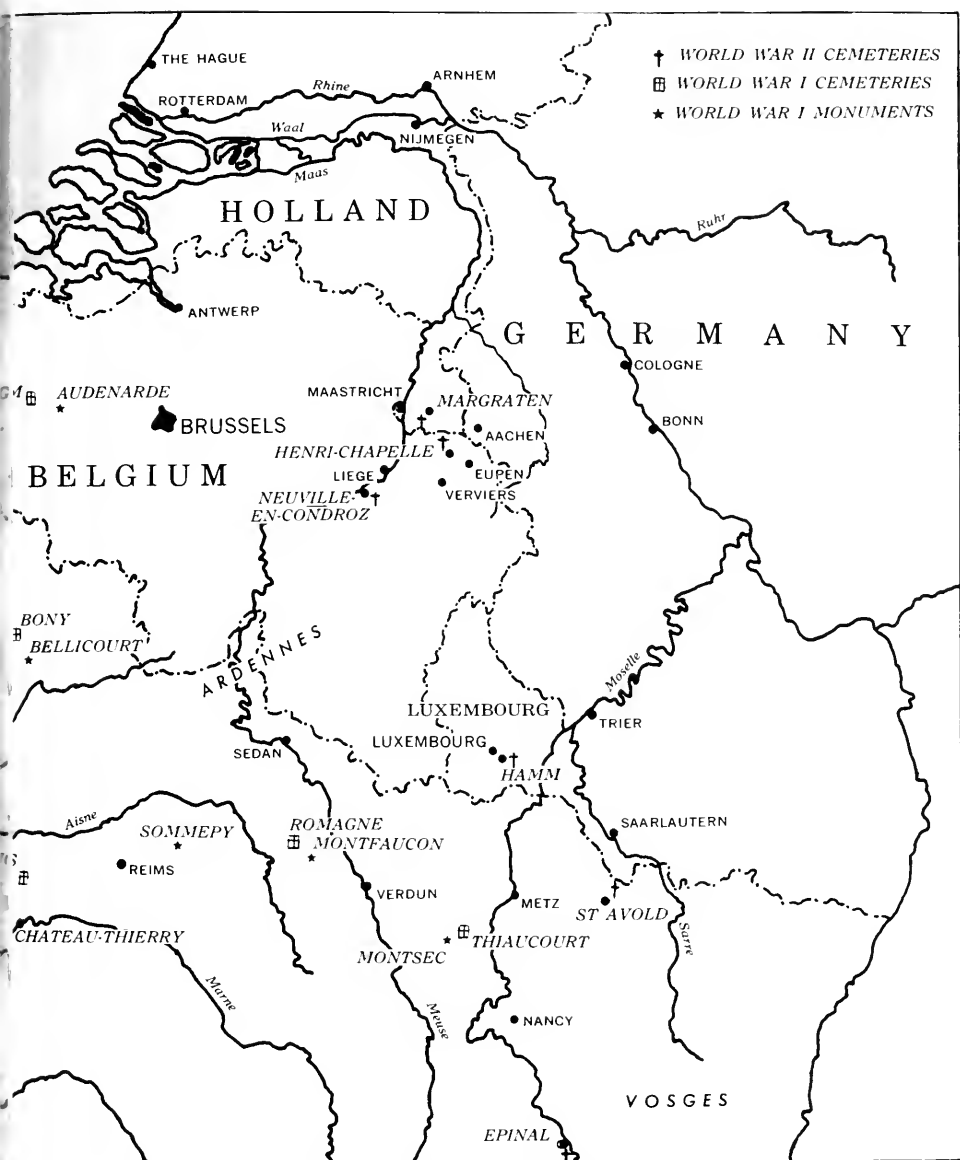 † WORLD WAR II CEMETERIES
WORLD WAR I CEMETERIES
★ WORLD WAR I MONUMENTS
THE HAGUE
ARNHEM
Rhine
ROTTERDAM
Waal
NIJMEGEN
Maas
HOLLAND
Ruhr
ANTWERP
GERMANY
COLOGNE
AUDENARDE
MAASTRICHT
MARGRATEN
BRUSSELS
BONN
AACHEN
HENRI-CHAPELLE
BELGIUM
LIEGE
EUPEN
VERVIERS
NEUVILLE-
EN-CONDROZ
BONY
BELLICOURT
ARDENNES
Moselle
LUXEMBOURG
TRIER
LUXEMBOURG
SEDAN
HAMM
Aisne
SOMMEPY
ROMAGNE
MONTFAUCON
SAARLAUTERN
REIMS
VERDUN
METZ
ST AVOLD
CHATEAU-THIERRY
THIAUCOURT
MONTSEC
Sarre
Marne
Meuse
NANCY
VOSGES
EPINAL